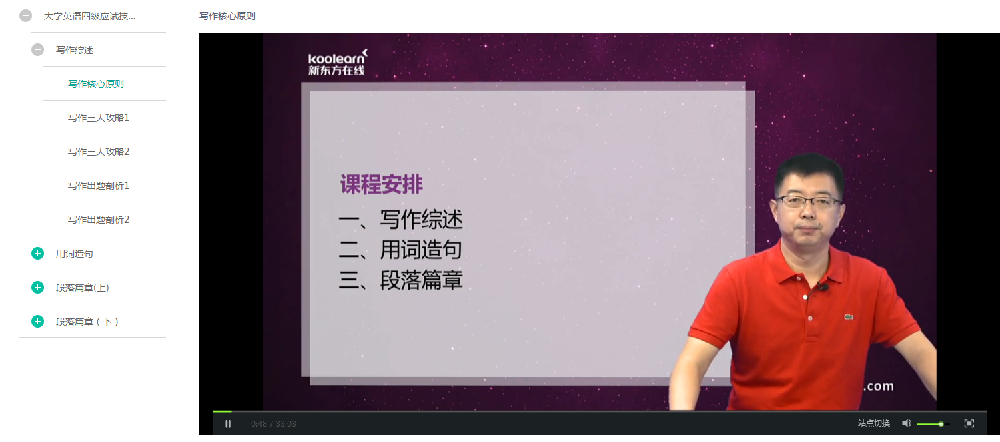 大学英语四级应试技...
写作综述
写作核心原则
写作三大攻略1
写作三大攻略2
写作出题剖析1
写作出题剖析2
用词造句
段落篇章(上)
段落篇章（下）
写作核心原则
koolearn
新东方在线
课程安排
一、写作综述
二、用词造句
三、段落篇章
.com
0:48 / 33:03
站点切换